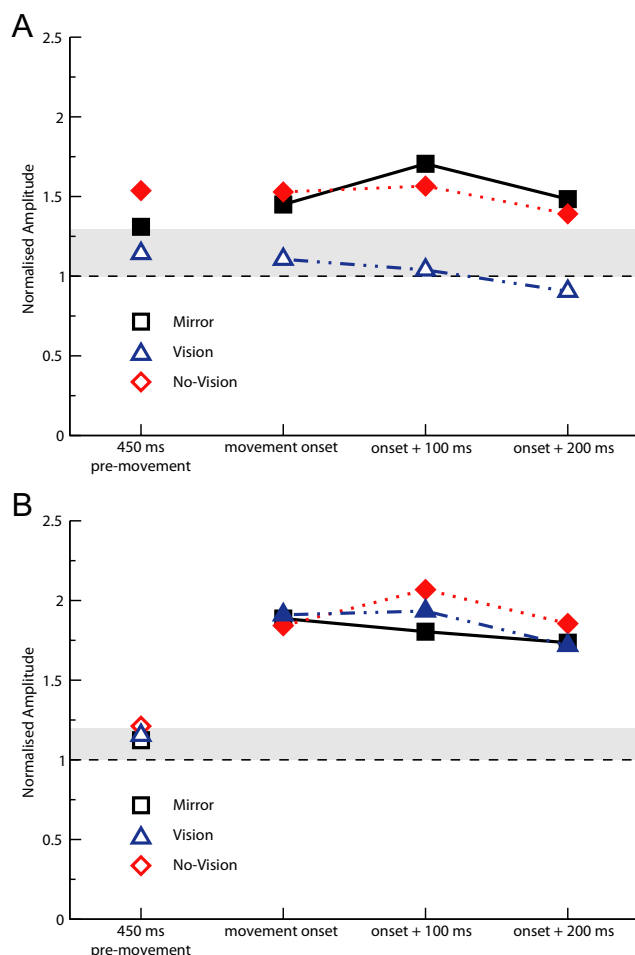 A
2.5
2
1.5
1
0.5
0
Normalised Amplitude
Mirror
Vision
No-Vision
450 ms
pre-movement
movement onset
onset + 100 ms
onset + 200 ms
B
2.5
2
1.5
1
0.5
0
Normalised Amplitude
Mirror
Vision
No-Vision
450 ms
pre-movement
movement onset
onset + 100 ms
onset + 200 ms